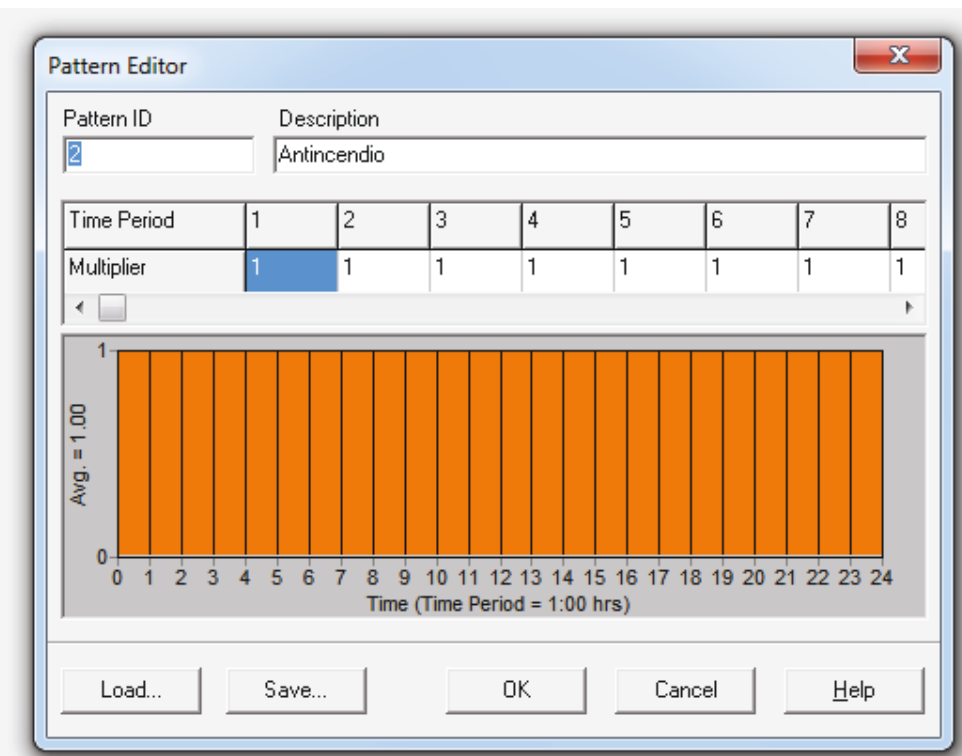 Pattern Editor
Pattern ID Description
2 Antincendio
Time Period 1 2 3 4 5 6 7 8
Multiplier 1 1 1 1 1 1 1 1
1
Avg. = 1.00
0
0 1 2 3 4 5 6 7 8 9 10 11 12 13 14 15 16 17 18 19 20 21 22 23 24
Time (Time Period = 1:00 hrs)
Load... Save... OK Cancel Help